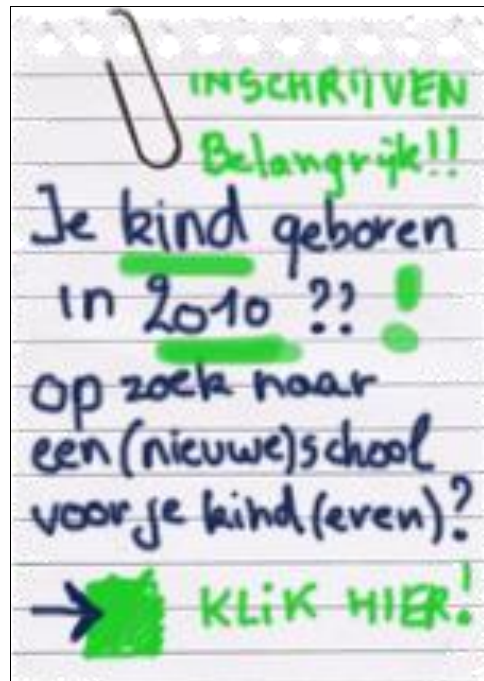 INSCHRIJVEN
Belangrijk!!
Je kind geboren
in 2010 ?? !
op zoek naar
een (nieuwe) school
voor je kind (eren)?
→ KLIK HIER!